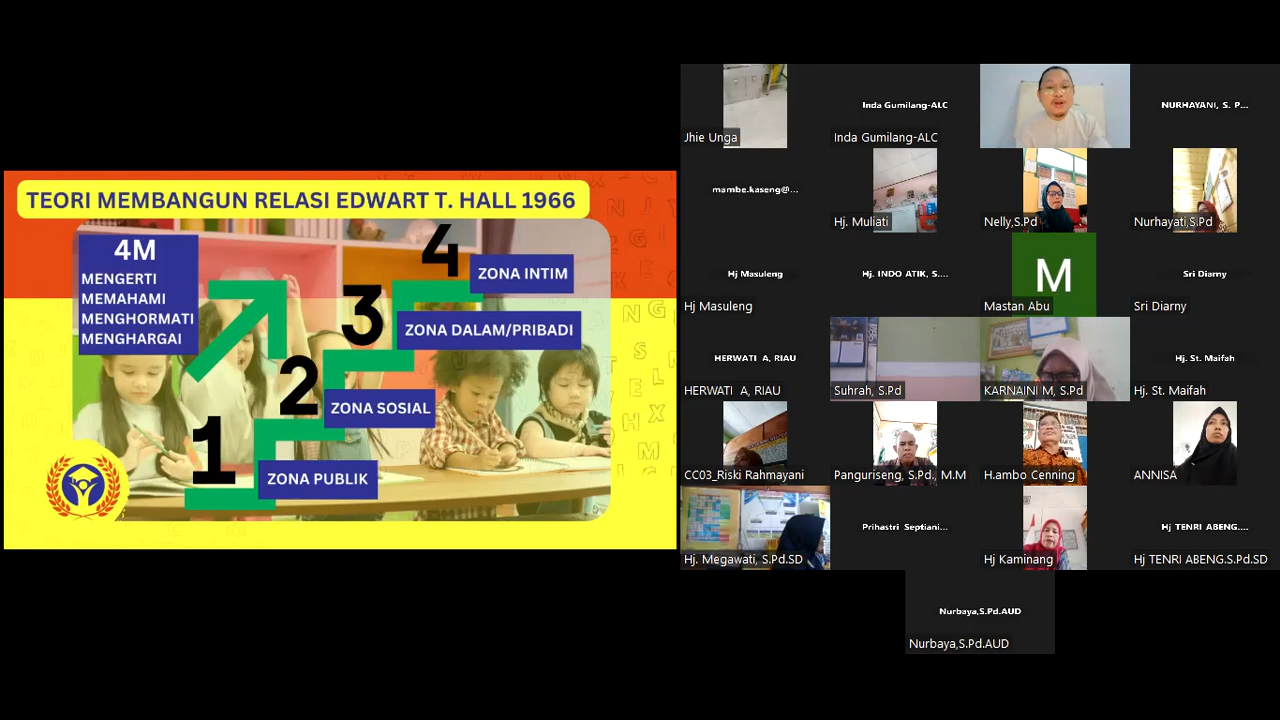 TEORI MEMBANGUN RELASI EDWART T. HALL 1966
4M
MENGERTI
MEMAHAMI
MENGHORMATI
MENGHARGAI
4
ZONA INTIM
3
ZONA DALAM/PRIBADI
2
ZONA SOSIAL
1
ZONA PUBLIK
Jhie Unga
Inda Gumilang-ALC
Inda Gumilang-ALC
NURHAYANI, S. P...
mambe.kaseng@...
Hj. Muliati
Nelly,S.Pd
Nurhayati,S.Pd
Hj Masuleng
Hj Masuleng
Hj. INDO ATIK, S....
M
Mastan Abu
Sri Diarny
Sri Diarny
HERWATI A, RIAU
HERWATI A, RIAU
Suhrah, S.Pd
KARNAINI M, S.Pd
Hj. St. Maifah
Hj. St. Maifah
CC03_Riski Rahmayani
Panguriseng, S.Pd., M.M
H.ambo Cenning
ANNISA
Hj. Megawati, S.Pd.SD
Prihastri Septiani...
Hj Kaminang
Hj TENRI ABENG....
Hj TENRI ABENG.S.Pd.SD
Nurbaya,S.Pd.AUD
Nurbaya,S.Pd.AUD